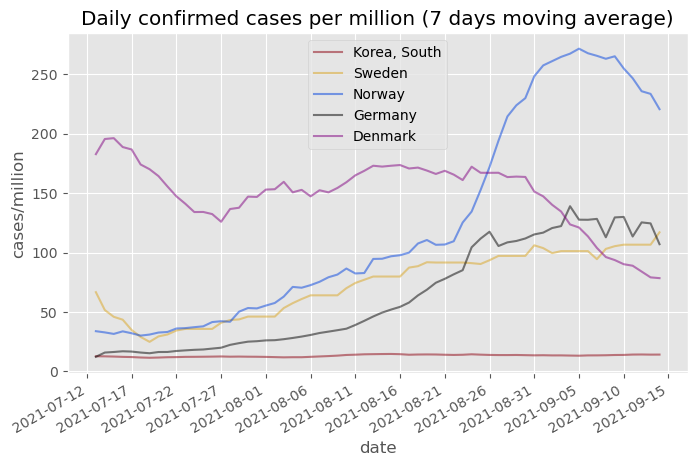 Daily confirmed cases per million (7 days moving average)
Korea, South
Sweden
Norway
Germany
Denmark
cases/million
250
200
150
100
50
0
2021-07-12
2021-07-17
2021-07-22
2021-07-27
2021-08-01
2021-08-06
2021-08-11
2021-08-16
2021-08-21
2021-08-26
2021-08-31
2021-09-05
2021-09-10
2021-09-15
date